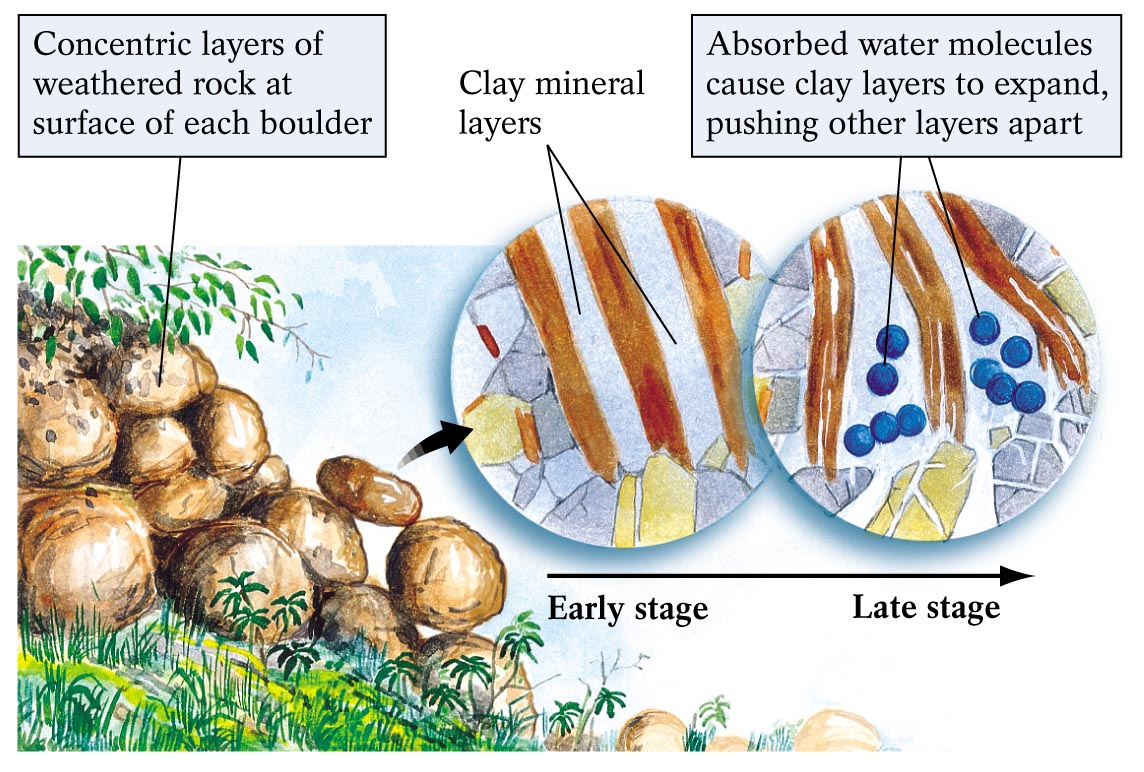 Concentric layers of
weathered rock at
surface of each boulder
Clay mineral
layers
Absorbed water molecules
cause clay layers to expand,
pushing other layers apart
Early stage
Late stage